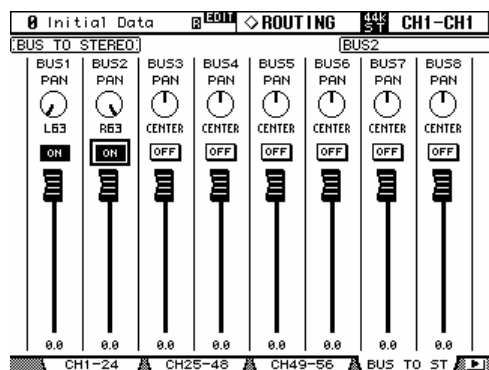 0 Initial Data EDIT ◇ROUTING 44k ST CH1-CH1
BUS TO STEREO BUS2
BUS1 BUS2 BUS3 BUS4 BUS5 BUS6 BUS7 BUS8
PAN PAN PAN PAN PAN PAN PAN PAN
L63 R63 CENTER CENTER CENTER CENTER CENTER CENTER
ON ON OFF OFF OFF OFF OFF OFF
0.0 0.0 0.0 0.0 0.0 0.0 0.0 0.0
CH1-24 CH25-48 CH49-56 BUS TO ST